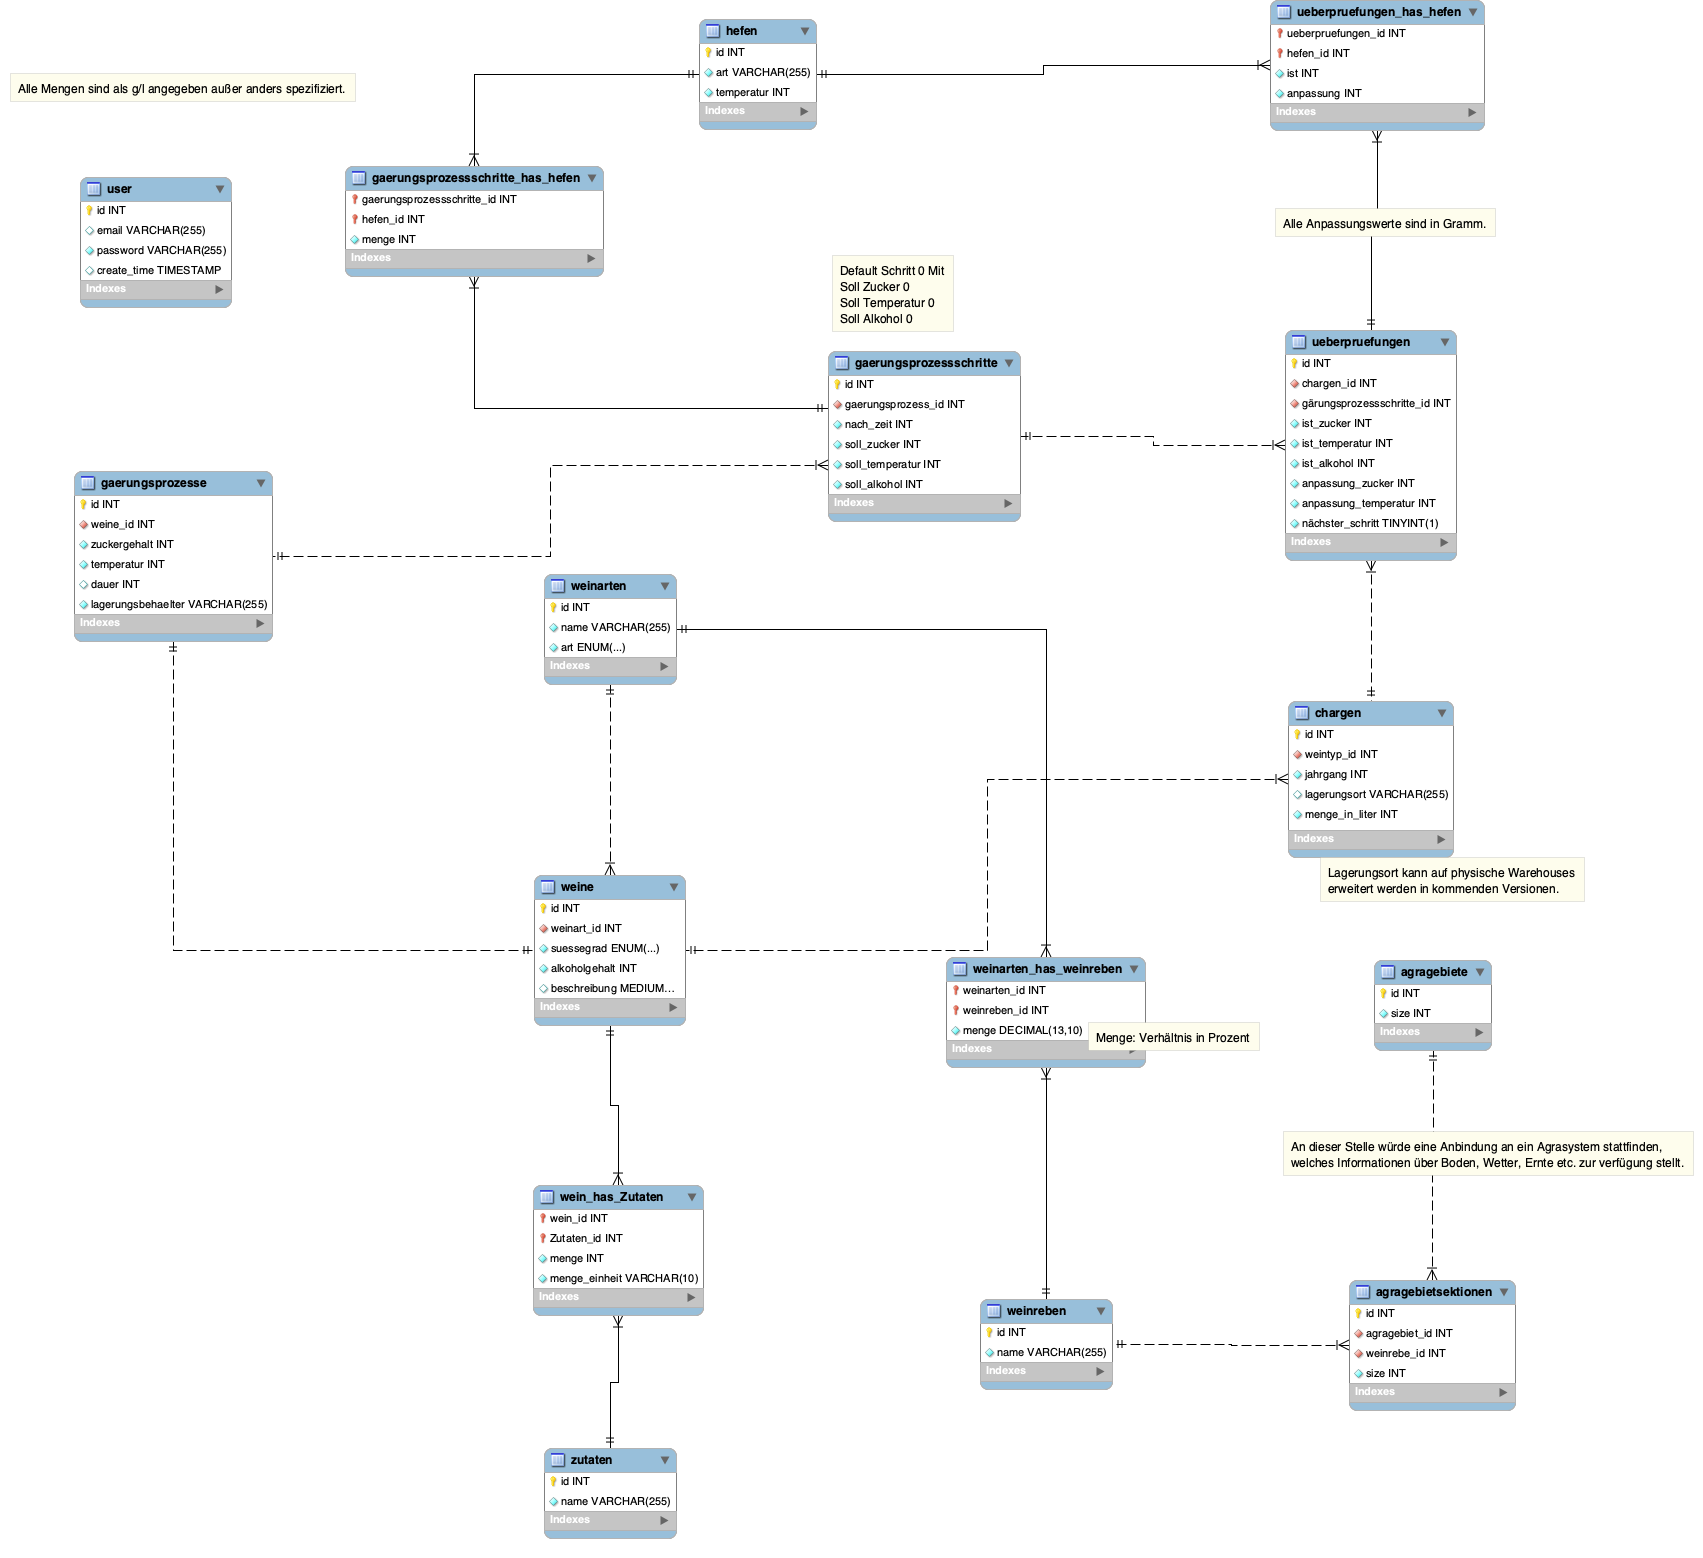 hefen
id INT
art VARCHAR(255)
temperatur INT
Indexes
ueberpruefungen_has_hefen
ueberpruefungen_id INT
hefen_id INT
ist INT
anpassung INT
Indexes
Alle Mengen sind als g/l angegeben außer anders spezifiziert.
user
id INT
email VARCHAR(255)
password VARCHAR(255)
create_time TIMESTAMP
Indexes
gaerungsprozessschritte_has_hefen
gaerungsprozessschritte_id INT
hefen_id INT
menge INT
Indexes
Alle Anpassungswerte sind in Gramm.
Default Schritt 0 Mit
Soll Zucker 0
Soll Temperatur 0
Soll Alkohol 0
gaerungsprozessschritte
id INT
gaerungsprozess_id INT
nach_zeit INT
soll_zucker INT
soll_temperatur INT
soll_alkohol INT
Indexes
ueberpruefungen
id INT
chargen_id INT
gärungsprozessschritte_id INT
ist_zucker INT
ist_temperatur INT
ist_alkohol INT
anpassung_zucker INT
anpassung_temperatur INT
nächster_schritt TINYINT(1)
Indexes
gaerungsprozesse
id INT
weine_id INT
zuckergehalt INT
temperatur INT
dauer INT
lagerungsbehaelter VARCHAR(255)
Indexes
weinarten
id INT
name VARCHAR(255)
art ENUM(...)
Indexes
chargen
id INT
weintyp_id INT
jahrgang INT
lagerungsort VARCHAR(255)
menge_in_liter INT
Indexes
Lagerungsort kann auf physische Warehouses
erweitert werden in kommenden Versionen.
weine
id INT
weinart_id INT
suessegrad ENUM(...)
alkoholgehalt INT
beschreibung MEDIUM...
Indexes
weinarten_has_weinreben
weinarten_id INT
weinreben_id INT
menge DECIMAL(13,10)
Indexes
Menge: Verhältnis in Prozent
agragebiete
id INT
size INT
Indexes
An dieser Stelle würde eine Anbindung an ein Agrasystem stattfinden,
welches Informationen über Boden, Wetter, Ernte etc. zur verfügung stellt.
wein_has_Zutaten
wein_id INT
Zutaten_id INT
menge INT
menge_einheit VARCHAR(10)
Indexes
weinreben
id INT
name VARCHAR(255)
Indexes
agragebietsektionen
id INT
agragebiet_id INT
weinrebe_id INT
size INT
Indexes
zutaten
id INT
name VARCHAR(255)
Indexes